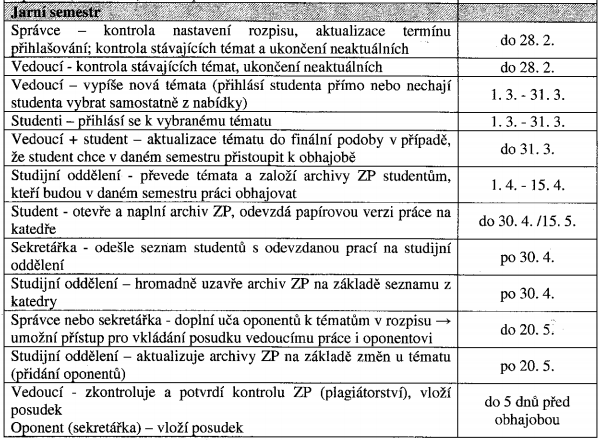 Jarní semestr
Správce – kontrola nastavení rozpisu, aktualizace termínu
přihlašování; kontrola stávajících témat a ukončení neaktuálních
do 28. 2.
Vedoucí - kontrola stávajících témat, ukončení neaktuálních
do 28. 2.
Vedoucí – vypíše nová témata (přihlásí studenta přímo nebo nechají
studenta vybrat samostatně z nabídky)
1. 3. - 31. 3.
Studenti – přihlásí se k vybranému tématu
1. 3. - 31. 3.
Vedoucí + student – aktualizace tématu do finální podoby v případě,
že student chce v daném semestru přistoupit k obhajobě
do 31. 3.
Studijní oddělení - převede témata a založí archivy ZP studentům,
kteří budou v daném semestru práci obhajovat
1. 4. - 15. 4.
Student - otevře a naplní archiv ZP, odevzdá papírovou verzi práce na
katedře
do 30. 4. /15. 5.
Sekretářka - odešle seznam studentů s odevzdanou prací na studijní
oddělení
po 30. 4.
Studijní oddělení – hromadně uzavře archiv ZP na základě seznamu z
katedry
po 30. 4.
Správce nebo sekretářka - doplní uča oponentů k tématům v rozpisu →
umožní přístup pro vkládání posudku vedoucímu práce i oponentovi
do 20. 5.
Studijní oddělení – aktualizuje archivy ZP na základě změn u tématu
(přidání oponentů)
po 20. 5.
Vedoucí - zkontroluje a potvrdí kontrolu ZP (plagiátorství), vloží
posudek
Oponent (sekretářka) – vloží posudek
do 5 dnů před
obhajobou